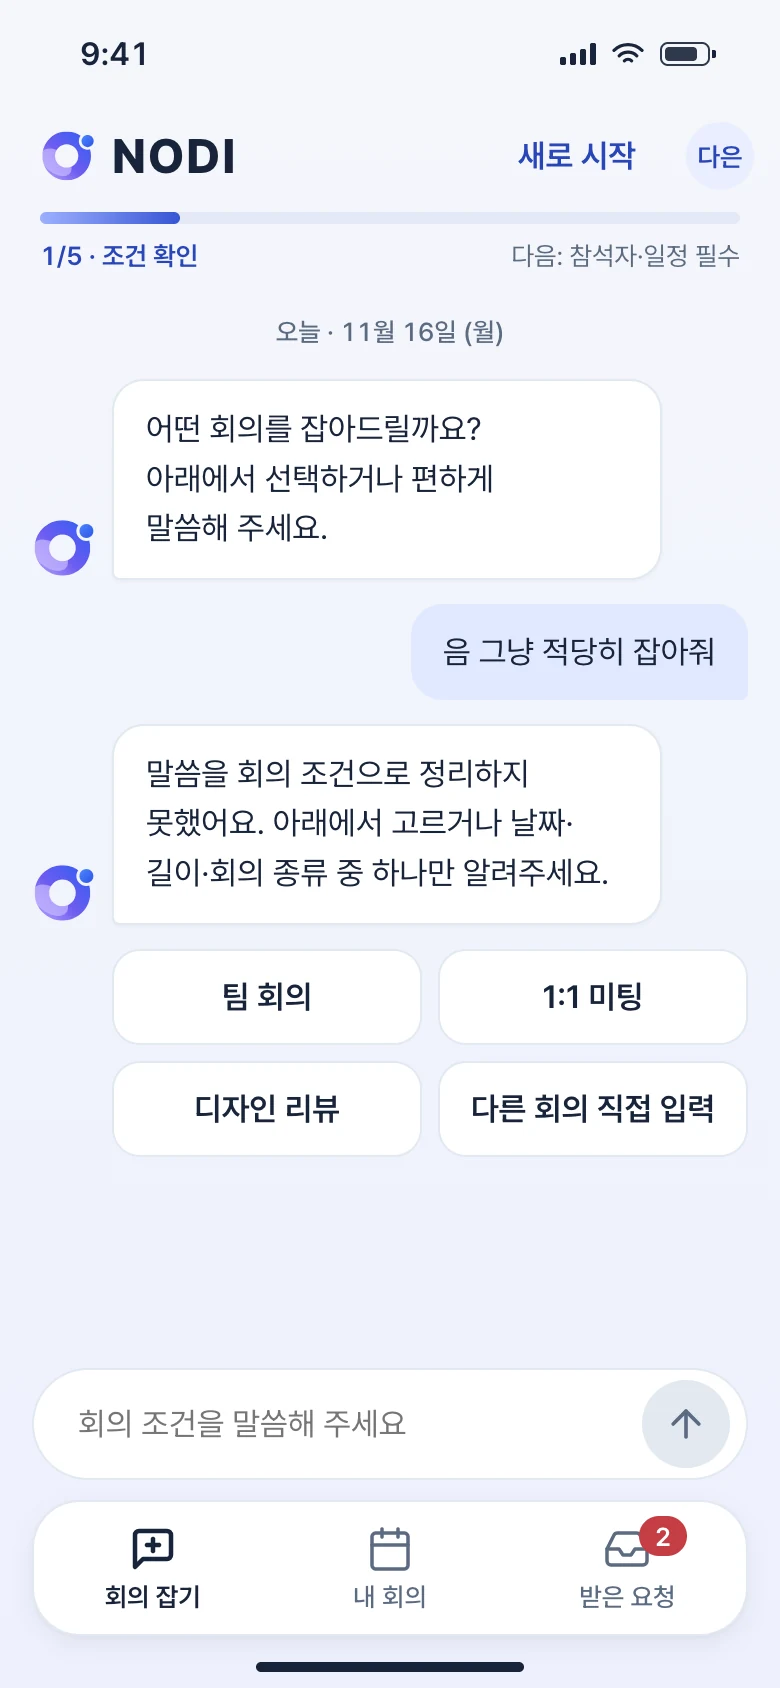 9:41
NODI
새로 시작
다은
1/5 · 조건 확인
다음: 참석자·일정 필수
오늘 · 11월 16일 (월)
어떤 회의를 잡아드릴까요?
아래에서 선택하거나 편하게
말씀해 주세요.
음 그냥 적당히 잡아줘
말씀을 회의 조건으로 정리하지
못했어요. 아래에서 고르거나 날짜·
길이·회의 종류 중 하나만 알려주세요.
팀 회의
1:1 미팅
디자인 리뷰
다른 회의 직접 입력
회의 조건을 말씀해 주세요
2
회의 잡기
내 회의
받은 요청